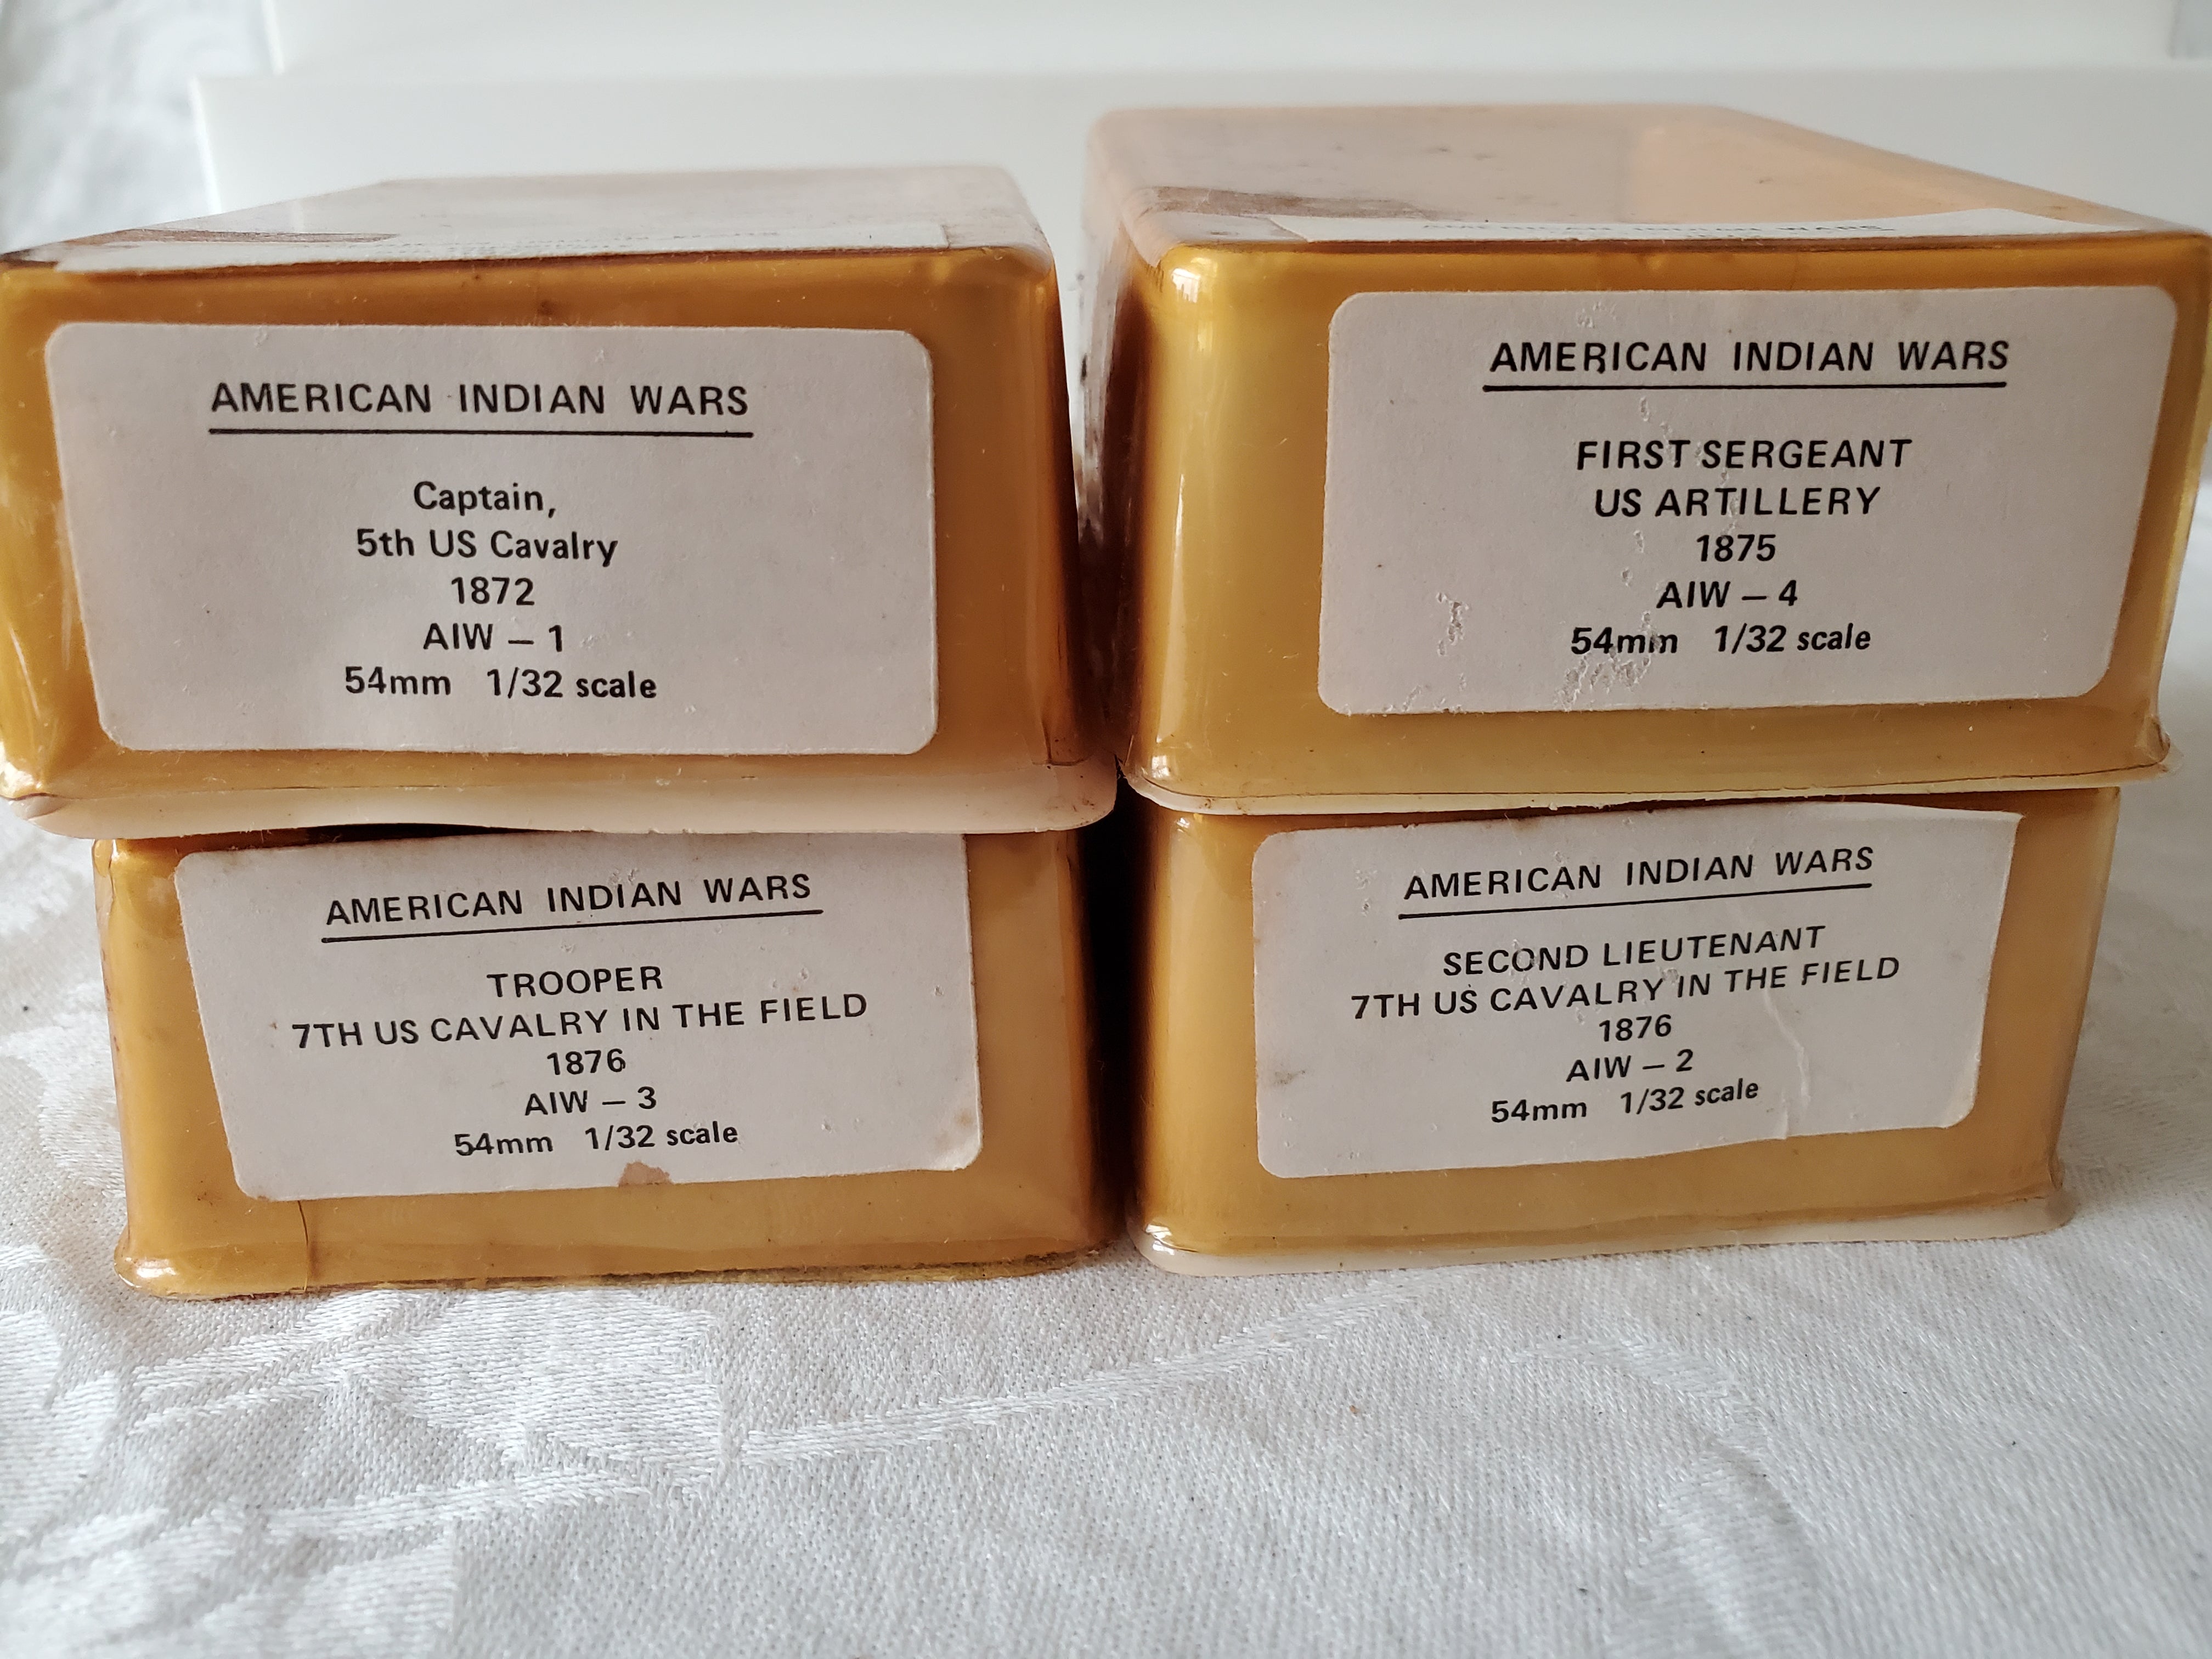 AMERICAN INDIAN WARS
Captain,
5th US Cavalry
1872
AIW – 1
54mm 1/32 scale
AMERICAN INDIAN WARS
AMERICAN INDIAN WARS
FIRST SERGEANT
US ARTILLERY
1875
AIW – 4
54mm 1/32 scale
AMERICAN INDIAN WARS
TROOPER
7TH US CAVALRY IN THE FIELD
1876
AIW – 3
54mm 1/32 scale
AMERICAN INDIAN WARS
SECOND LIEUTENANT
7TH US CAVALRY IN THE FIELD
1876
AIW – 2
54mm 1/32 scale